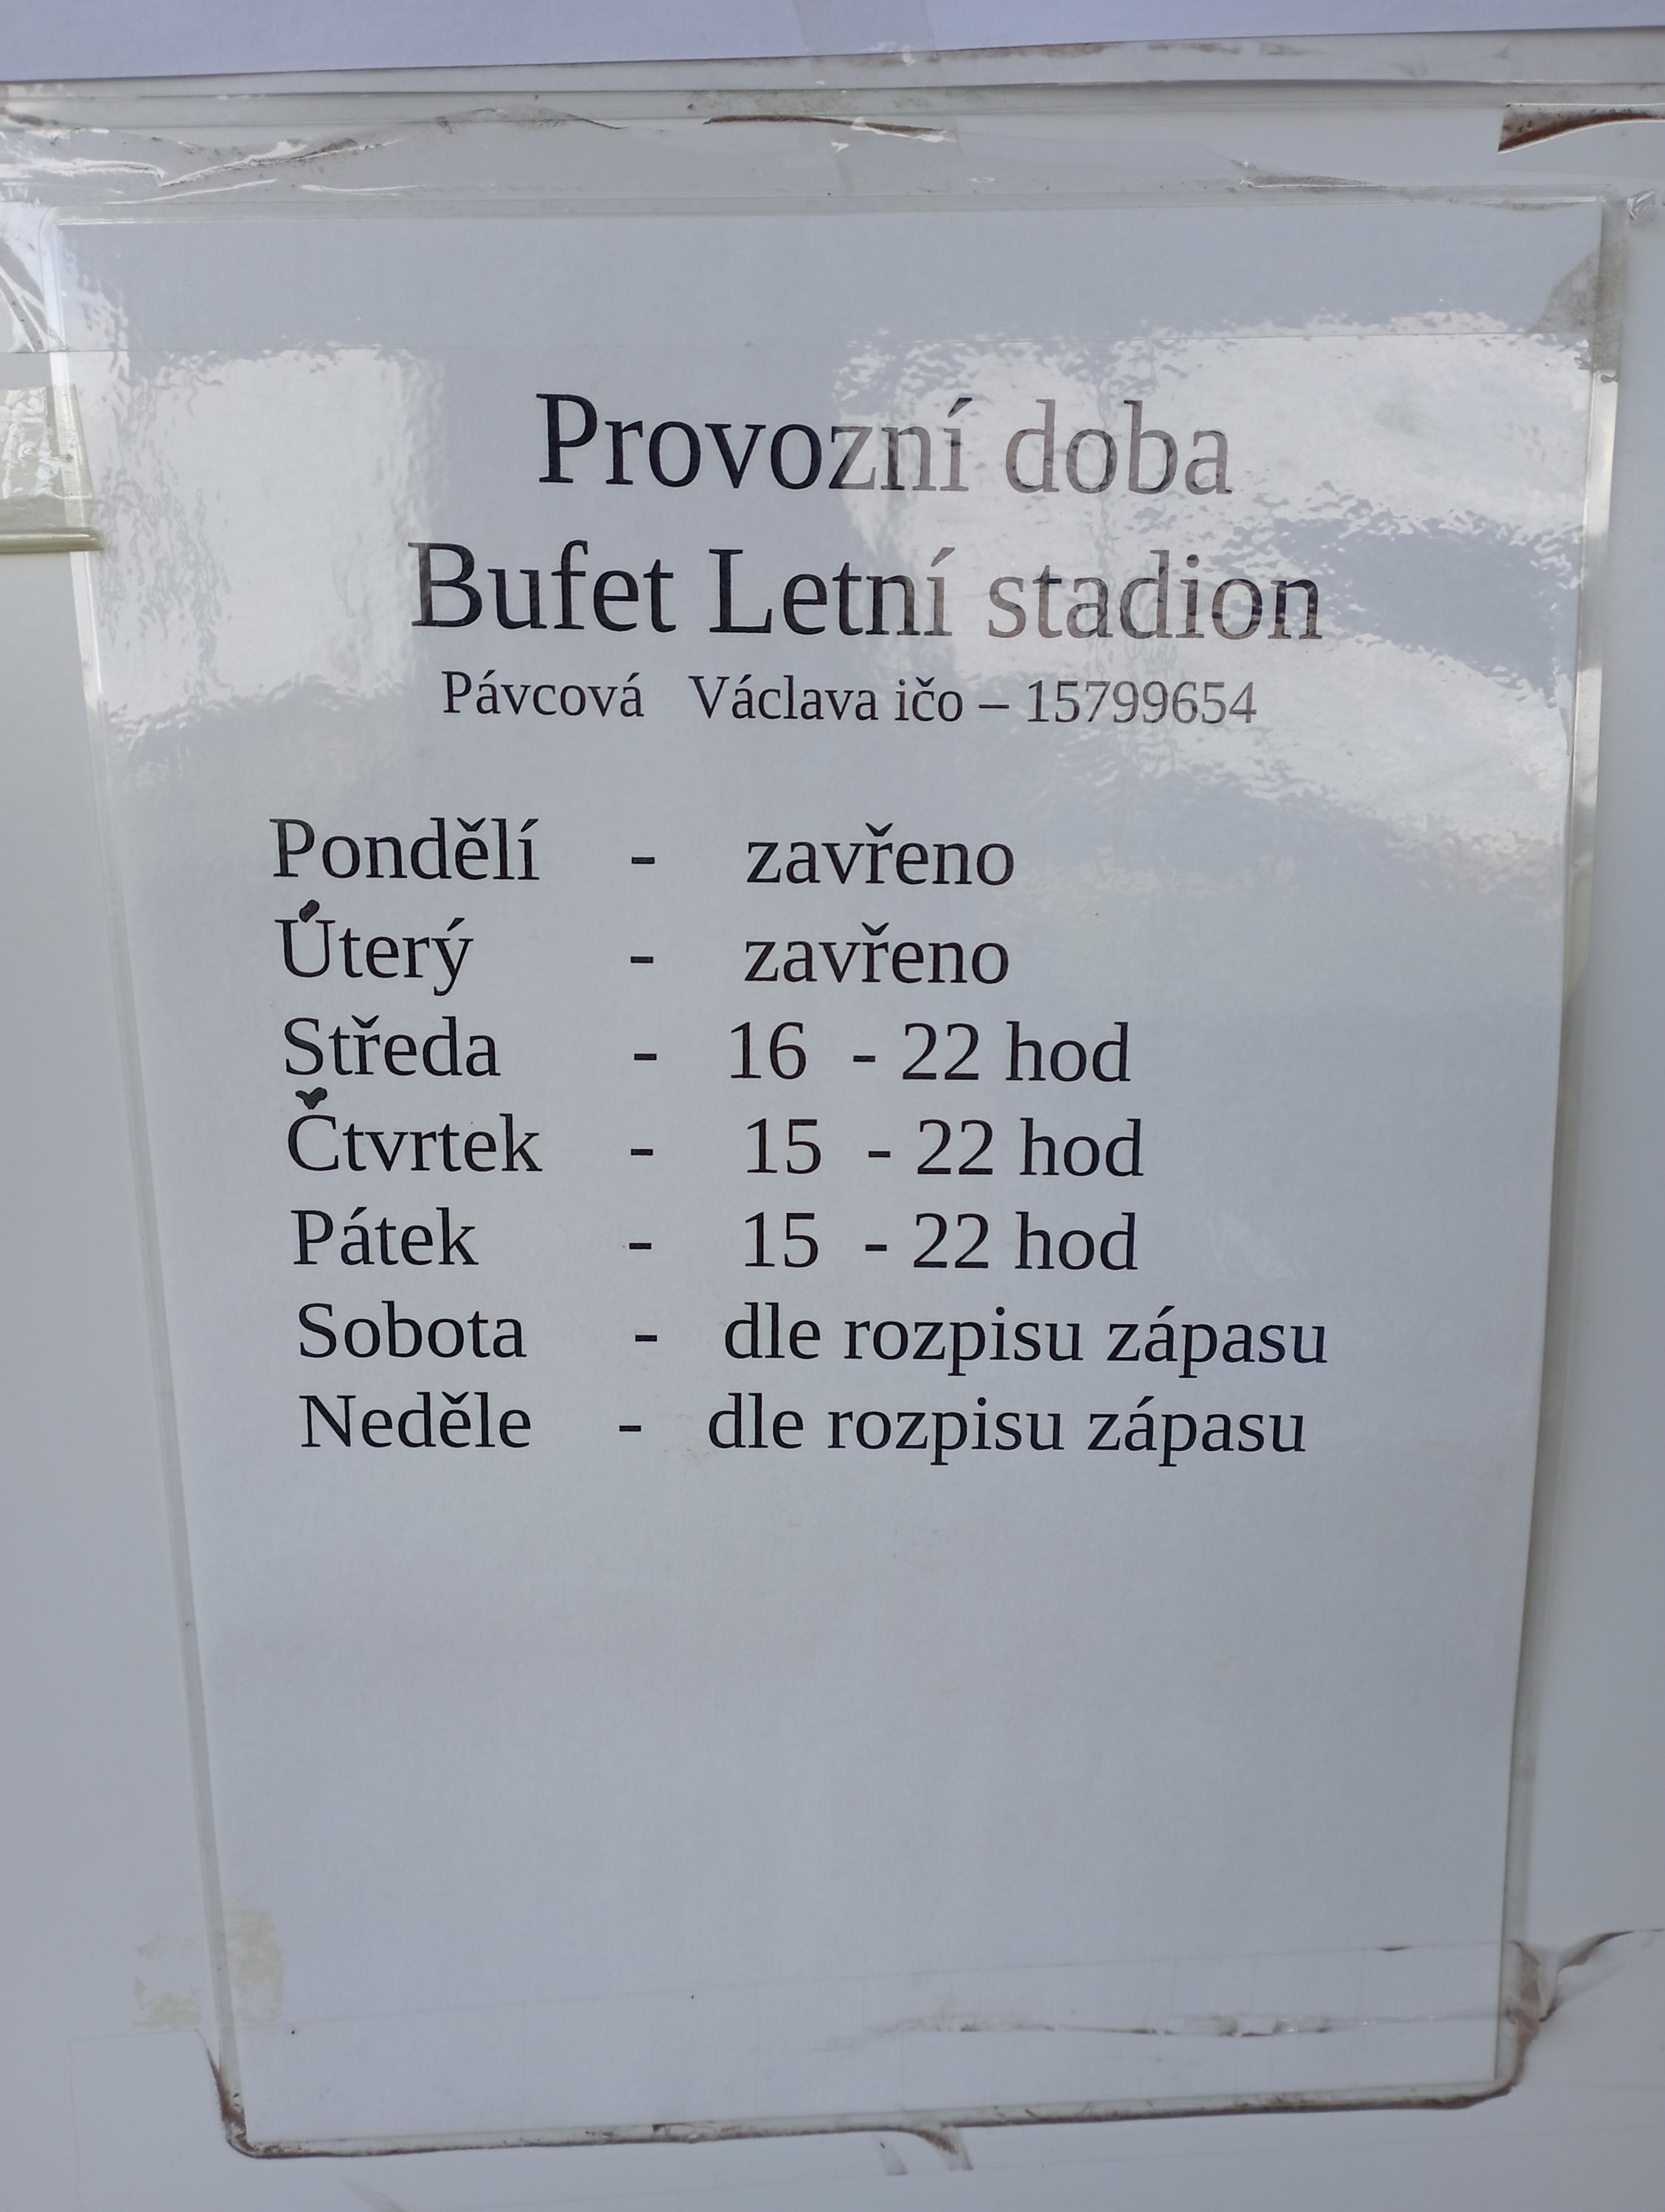 Provozní doba
Bufet Letní stadion
Pávcová Václava ičo – 15799654
Pondělí - zavřeno
Úterý - zavřeno
Středa - 16 - 22 hod
Čtvrtek - 15 - 22 hod
Pátek - 15 - 22 hod
Sobota - dle rozpisu zápasu
Neděle - dle rozpisu zápasu